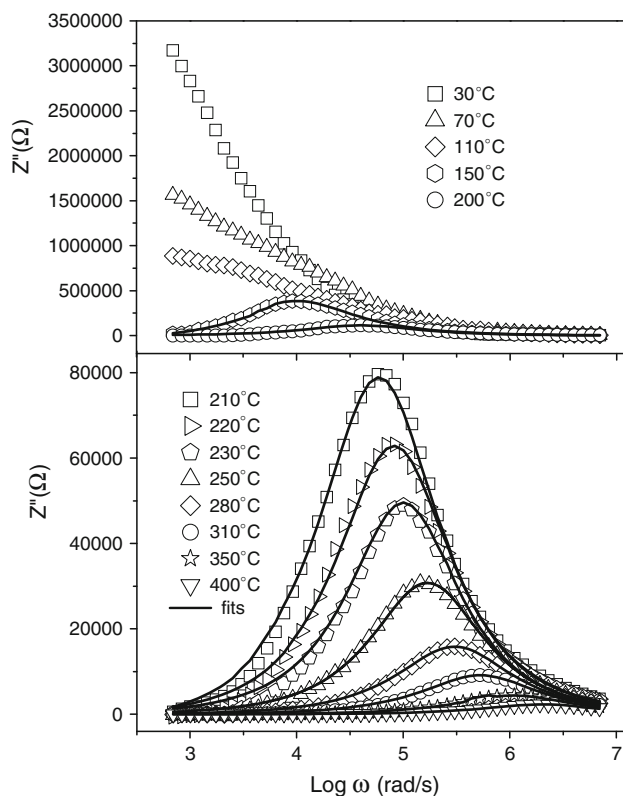 3500000
3000000
2500000
2000000
1500000
1000000
500000
0
Z"(Ω)
30°C
70°C
110°C
150°C
200°C
80000
60000
40000
20000
0
Z"(Ω)
210°C
220°C
230°C
250°C
280°C
310°C
350°C
400°C
fits
3 4 5 6 7
Log ω (rad/s)